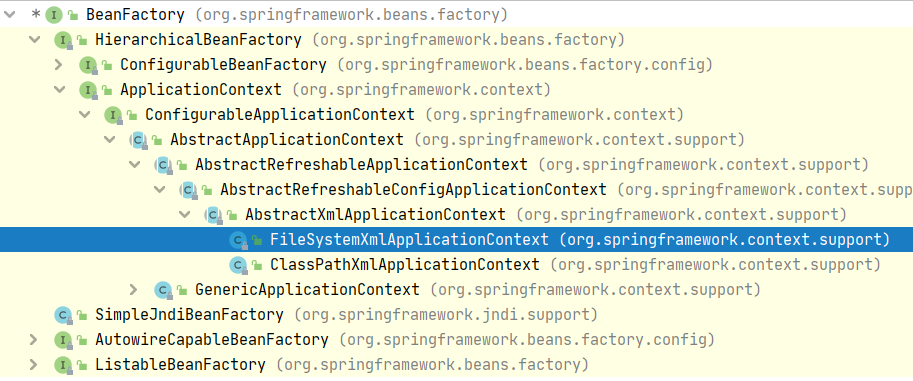 * I BeanFactory (org.springframework.beans.factory)
I HierarchicalBeanFactory (org.springframework.beans.factory)
I ConfigurableBeanFactory (org.springframework.beans.factory.config)
I ApplicationContext (org.springframework.context)
I ConfigurableApplicationContext (org.springframework.context)
C AbstractApplicationContext (org.springframework.context.support)
C AbstractRefreshableApplicationContext (org.springframework.context.support)
C AbstractRefreshableConfigApplicationContext (org.springframework.context.supp
C AbstractXmlApplicationContext (org.springframework.context.support)
C FileSystemXmlApplicationContext (org.springframework.context.support)
C ClassPathXmlApplicationContext (org.springframework.context.support)
C GenericApplicationContext (org.springframework.context.support)
C SimpleJndiBeanFactory (org.springframework.jndi.support)
I AutowireCapableBeanFactory (org.springframework.beans.factory.config)
I ListableBeanFactory (org.springframework.beans.factory)